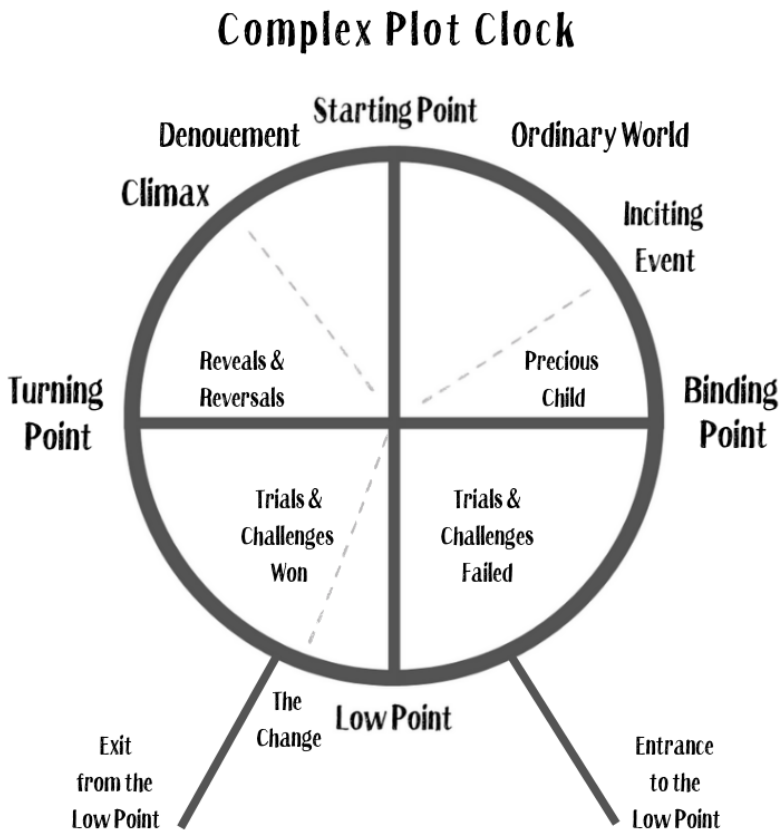 Complex Plot Clock
Starting Point
Denouement
Ordinary World
Climax
Inciting
Event
Reveals &
Reversals
Precious
Child
Turning
Point
Binding
Point
Trials &
Challenges
Won
Trials &
Challenges
Failed
The
Change
Low Point
Exit
from the
Low Point
Entrance
to the
Low Point